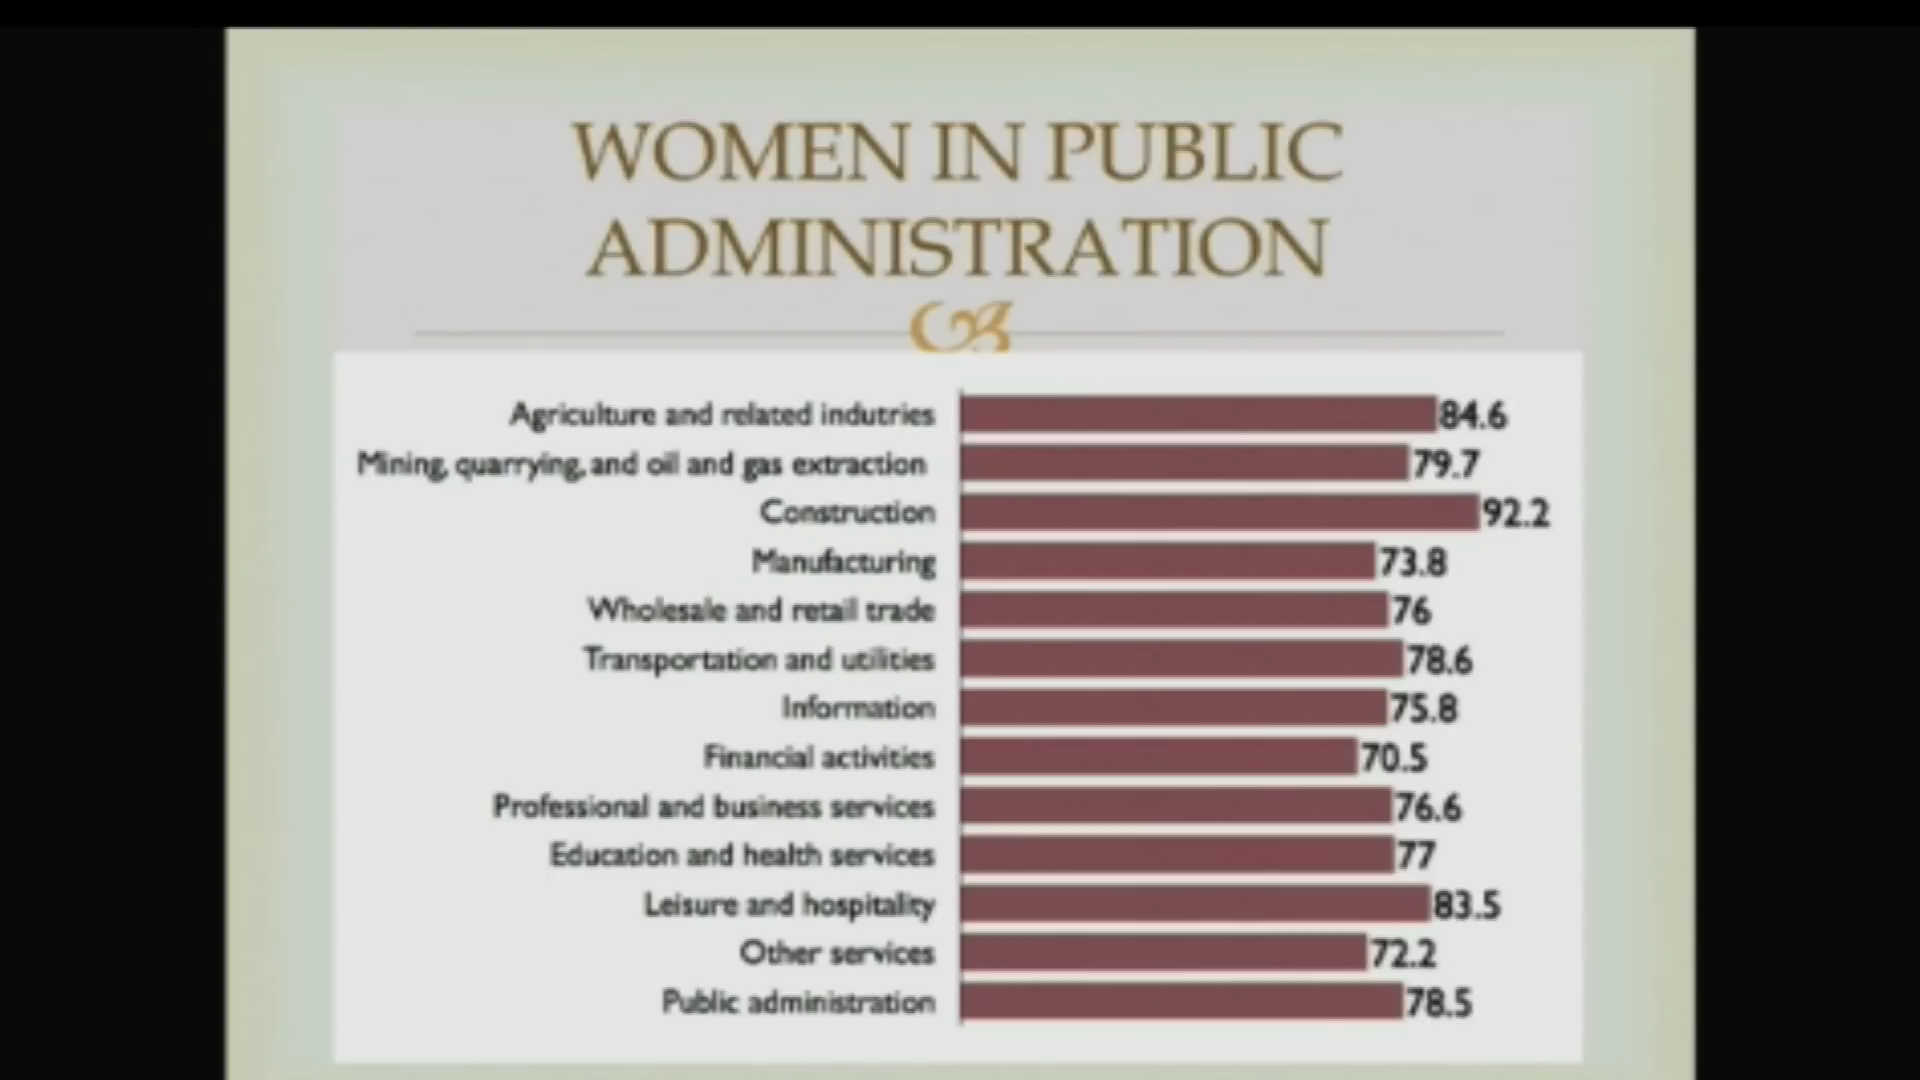 WOMEN IN PUBLIC
ADMINISTRATION
Agriculture and related indutries 84.6
Mining, quarrying, and oil and gas extraction 79.7
Construction 92.2
Manufacturing 73.8
Wholesale and retail trade 76
Transportation and utilities 78.6
Information 75.8
Financial activities 70.5
Professional and business services 76.6
Education and health services 77
Leisure and hospitality 83.5
Other services 72.2
Public administration 78.5